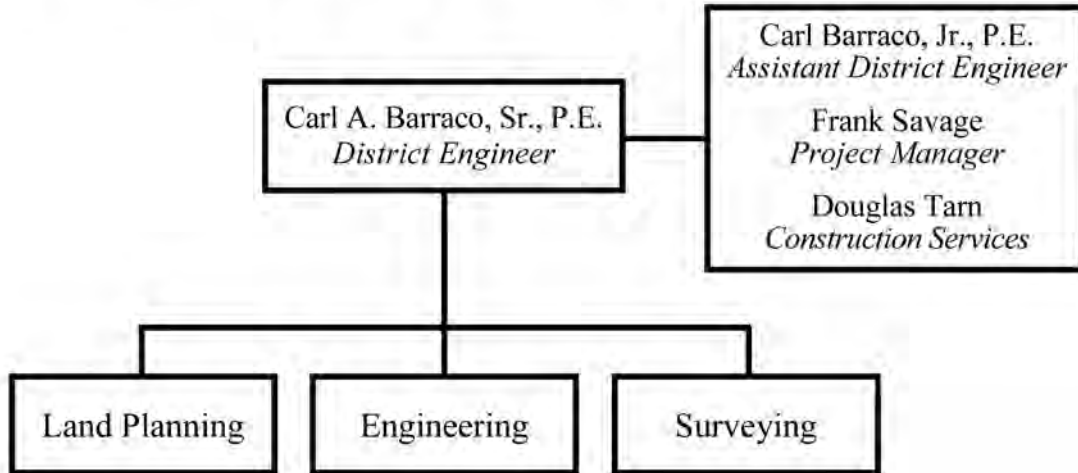 Carl Barraco, Jr., P.E.
Assistant District Engineer
Frank Savage
Project Manager
Douglas Tarn
Construction Services
Carl A. Barraco, Sr., P.E.
District Engineer
Land Planning
Engineering
Surveying